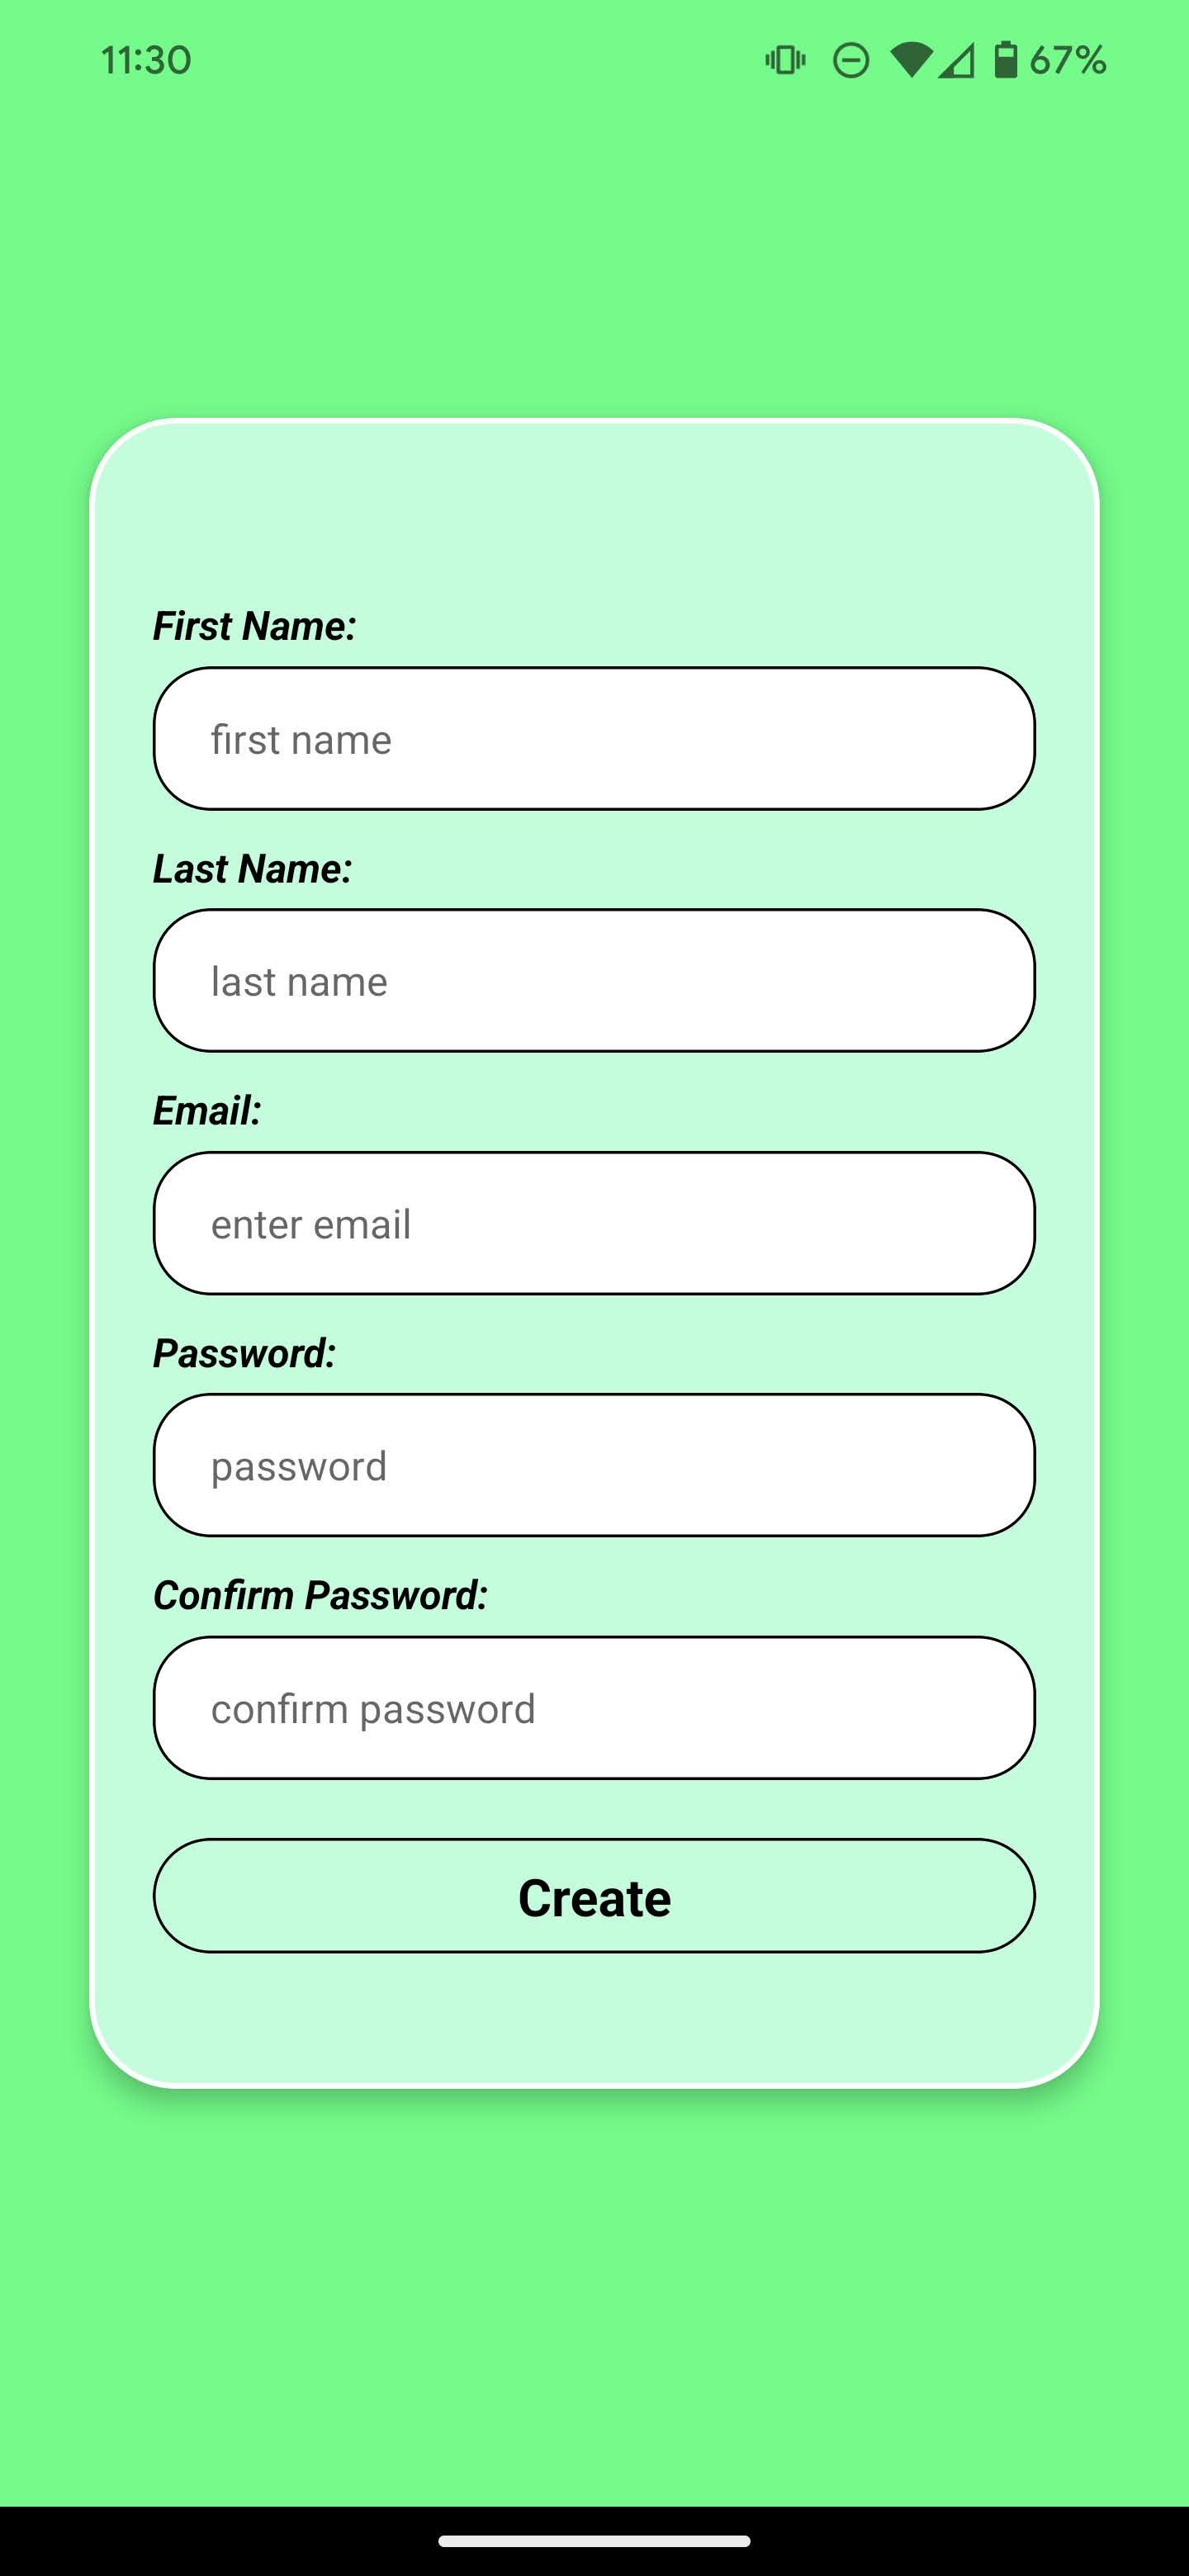 11:30 67%
First Name:
first name
Last Name:
last name
Email:
enter email
Password:
password
Confirm Password:
confirm password
Create